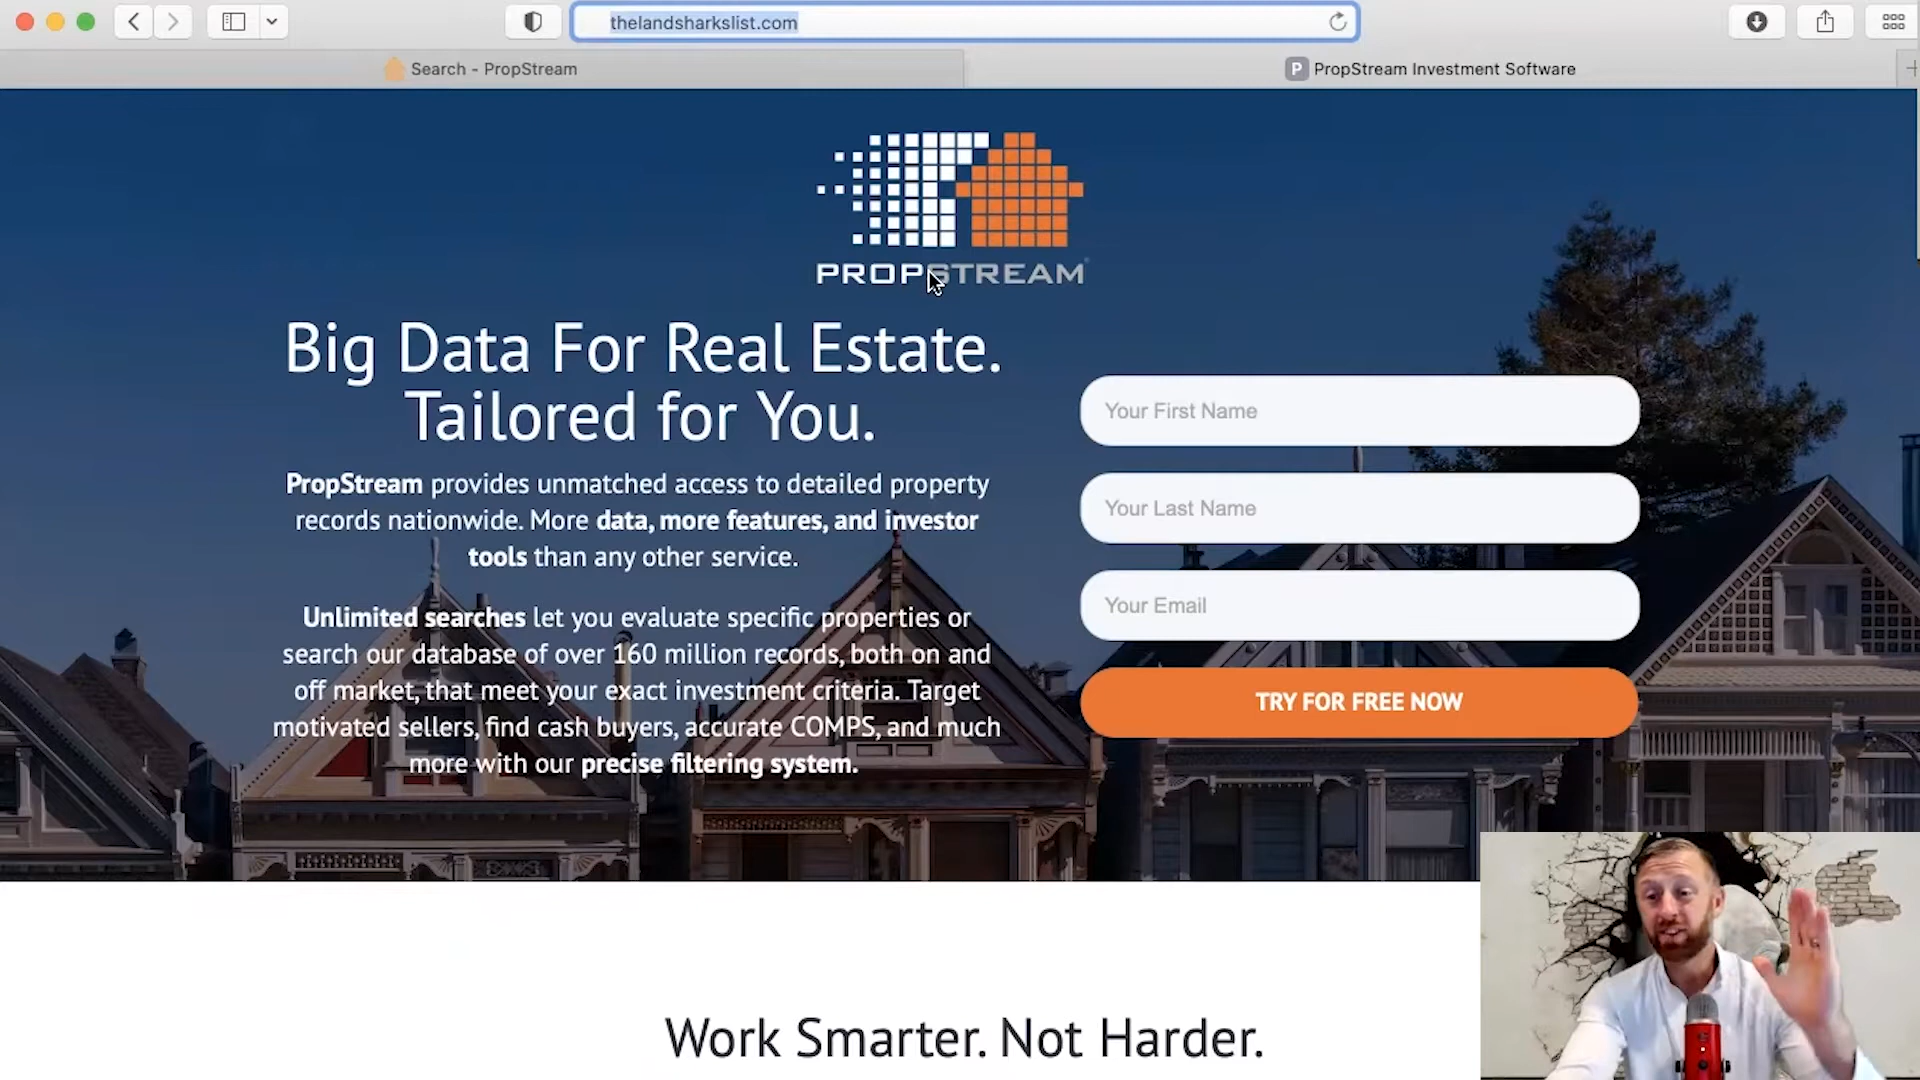 thelandsharkslist.com
Search - PropStream
P PropStream Investment Software
PROPSTREAM
Big Data For Real Estate.
Tailored for You.
PropStream provides unmatched access to detailed property
records nationwide. More data, more features, and investor
tools than any other service.
Unlimited searches let you evaluate specific properties or
search our database of over 160 million records, both on and
off market, that meet your exact investment criteria. Target
motivated sellers, find cash buyers, accurate COMPS, and much
more with our precise filtering system.
Your First Name
Your Last Name
Your Email
TRY FOR FREE NOW
Work Smarter. Not Harder.